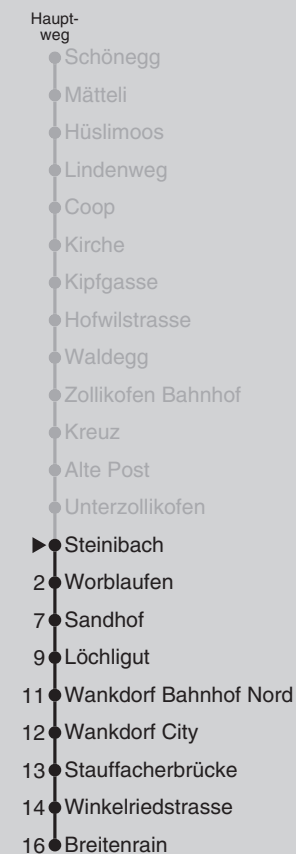 Haupt-
weg
Schönegg
Mätteli
Hüslimoos
Lindenweg
Coop
Kirche
Kipfgasse
Hofwilstrasse
Waldegg
Zollikofen Bahnhof
Kreuz
Alte Post
Unterzollikofen
Steinibach
2 Worblaufen
7 Sandhof
9 Löchligut
11 Wankdorf Bahnhof Nord
12 Wankdorf City
13 Stauffacherbrücke
14 Winkelriedstrasse
16 Breitenrain